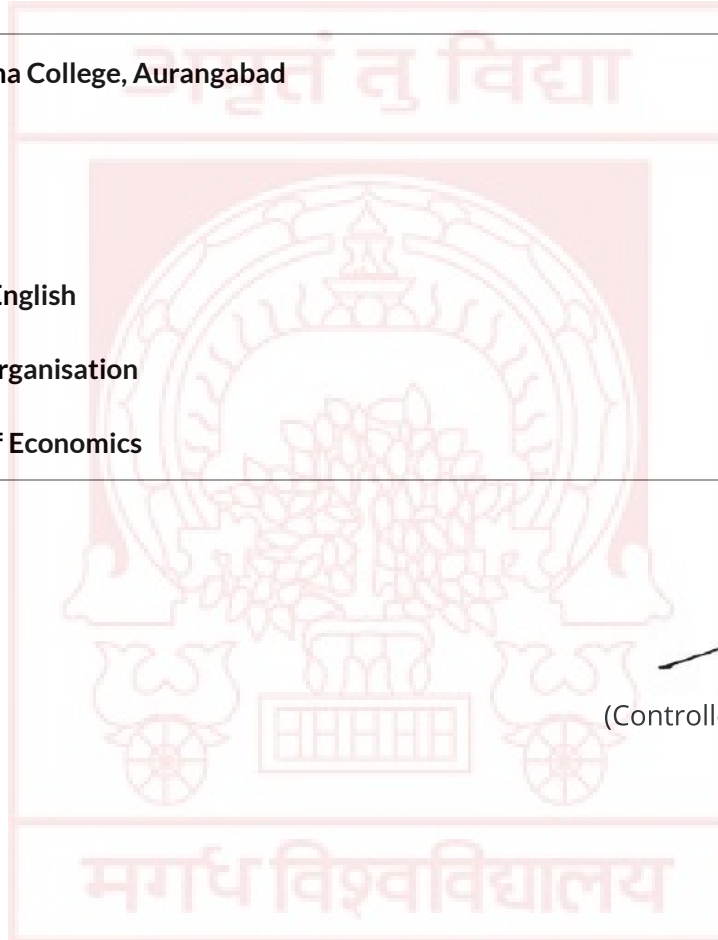 अमृतं तु विद्या
na College, Aurangabad
English
rganisation
f Economics
(Controll
मगध विश्वविद्यालय